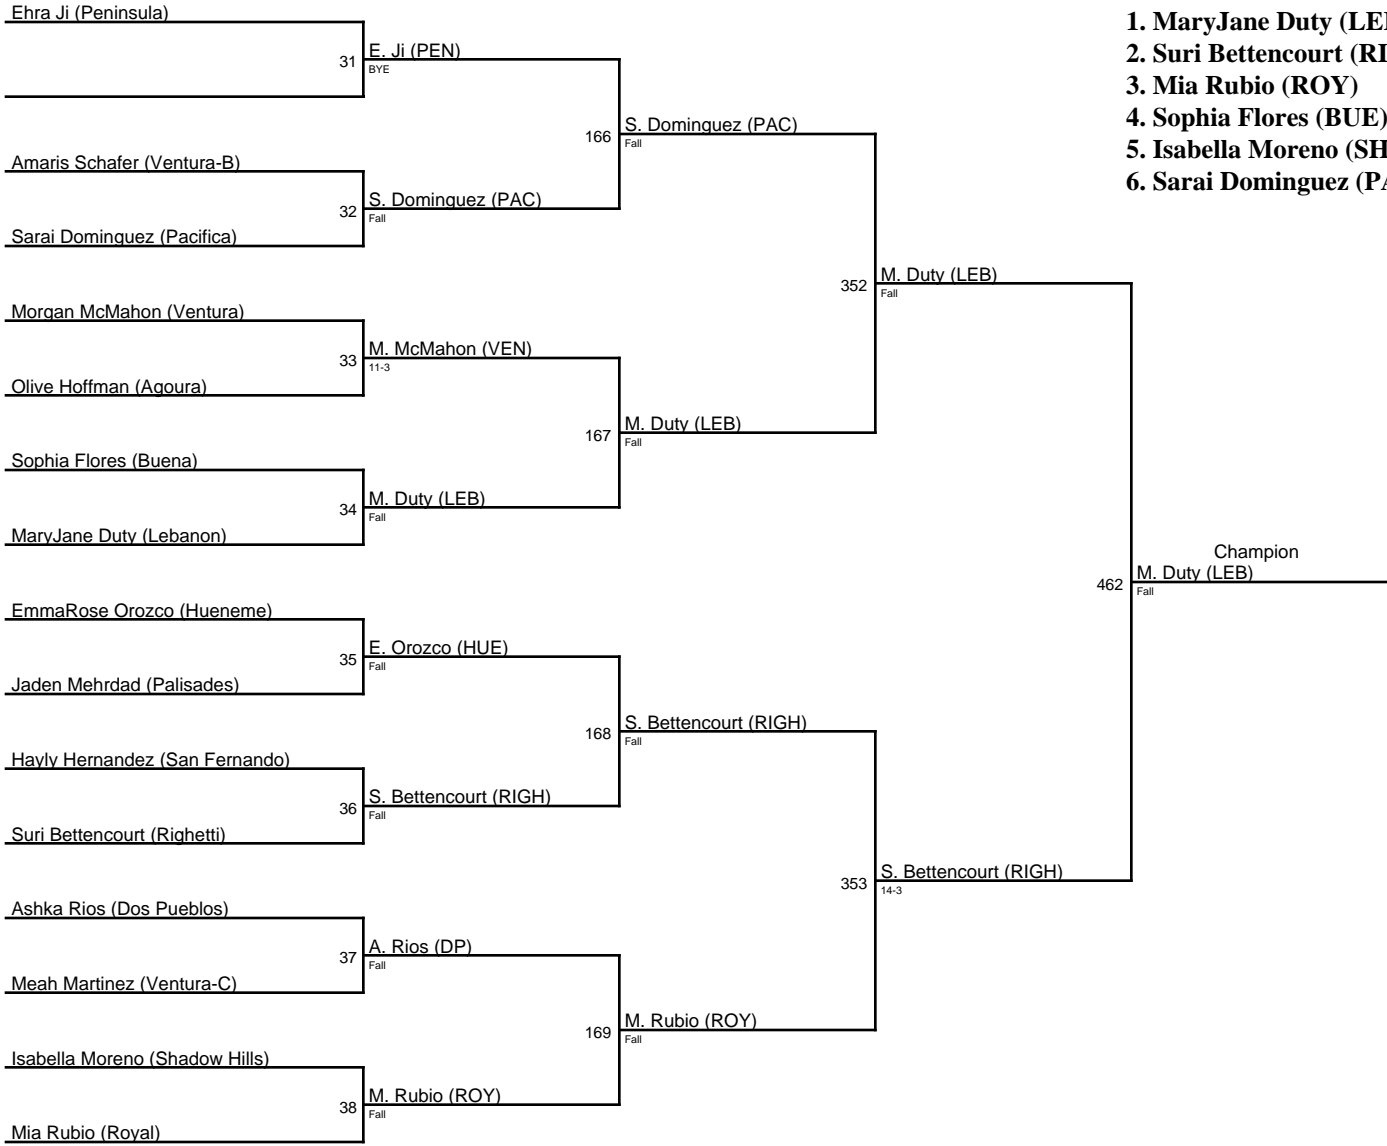 Ehra Ji (Peninsula)
31
E. Ji (PEN)
BYE
Amaris Schafer (Ventura-B)
32
S. Dominguez (PAC)
Fall
Sarai Dominguez (Pacifica)
166
S. Dominguez (PAC)
Fall
Morgan McMahon (Ventura)
33
M. McMahon (VEN)
11-3
Olive Hoffman (Agoura)
Sophia Flores (Buena)
34
M. Duty (LEB)
Fall
MaryJane Duty (Lebanon)
167
M. Duty (LEB)
Fall
352
M. Duty (LEB)
Fall
EmmaRose Orozco (Hueneme)
35
E. Orozco (HUE)
Fall
Jaden Mehrdad (Palisades)
Hayly Hernandez (San Fernando)
36
S. Bettencourt (RIGH)
Fall
Suri Bettencourt (Righetti)
168
S. Bettencourt (RIGH)
Fall
Ashka Rios (Dos Pueblos)
37
A. Rios (DP)
Fall
Meah Martinez (Ventura-C)
Isabella Moreno (Shadow Hills)
38
M. Rubio (ROY)
Fall
Mia Rubio (Royal)
169
M. Rubio (ROY)
Fall
353
S. Bettencourt (RIGH)
14-3
462
Champion
M. Duty (LEB)
Fall
1. MaryJane Duty (LE
2. Suri Bettencourt (RI
3. Mia Rubio (ROY)
4. Sophia Flores (BUE)
5. Isabella Moreno (SH
6. Sarai Dominguez (PA